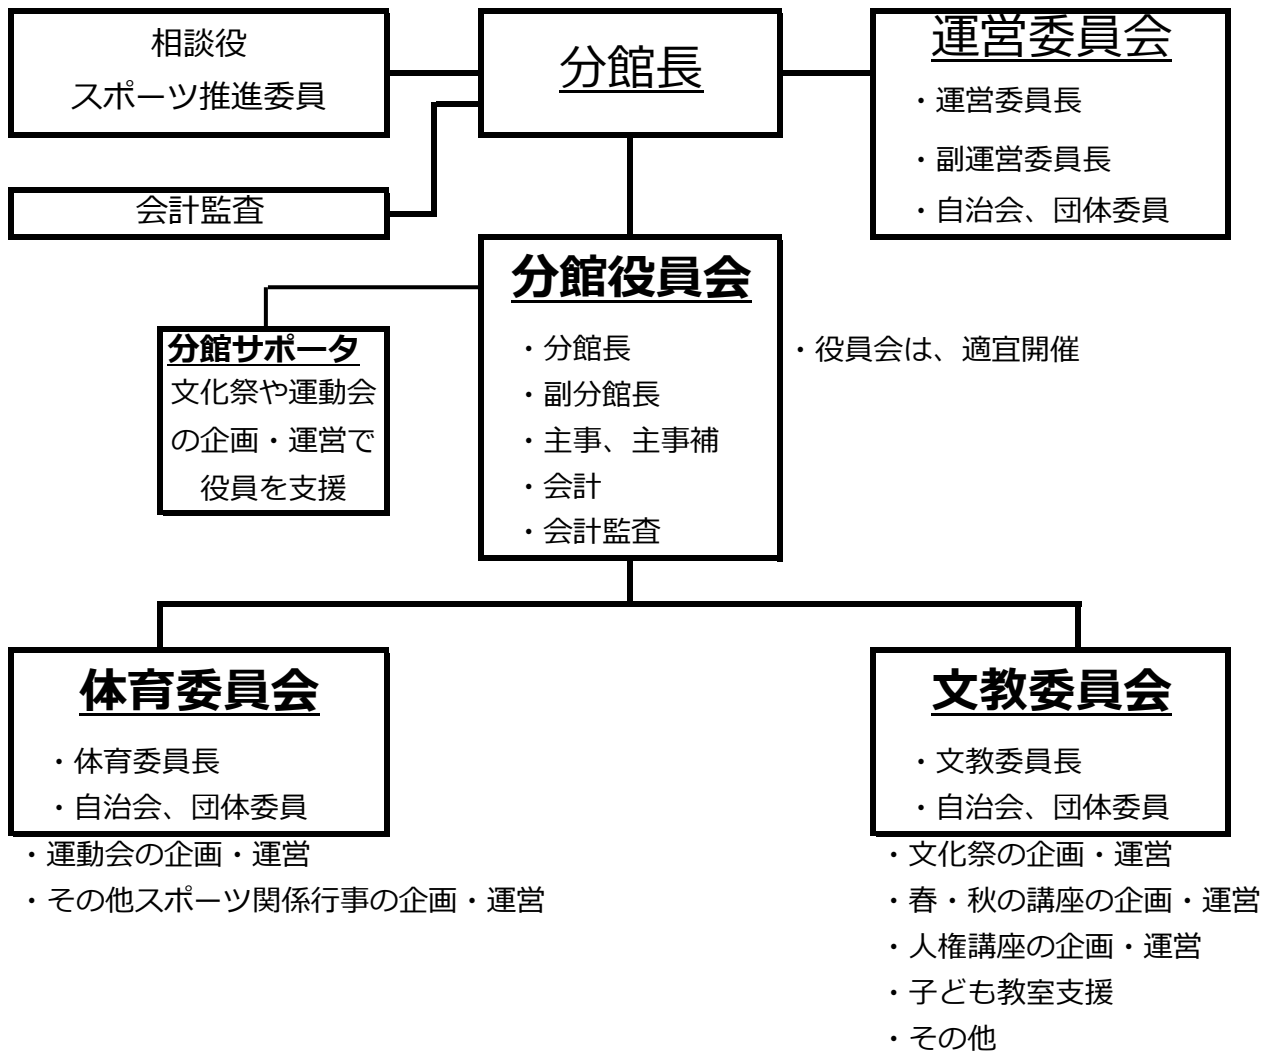 相談役
スポーツ推進委員
分館長
運営委員会
・運営委員長
・副運営委員長
・自治会、団体委員
会計監査
分館役員会
・分館長
・副分館長
・主事、主事補
・会計
・会計監査
・役員会は、適宜開催
分館サポータ
文化祭や運動会
の企画・運営で
役員を支援
体育委員会
・体育委員長
・自治会、団体委員
・運動会の企画・運営
・その他スポーツ関係行事の企画・運営
文教委員会
・文教委員長
・自治会、団体委員
・文化祭の企画・運営
・春・秋の講座の企画・運営
・人権講座の企画・運営
・子ども教室支援
・その他